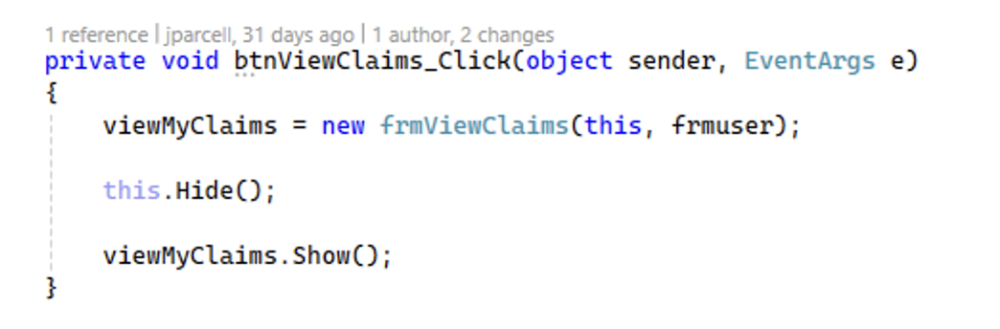 1 reference | jparcell, 31 days ago | 1 author, 2 changes
private void btnViewClaims_Click(object sender, EventArgs e)
{
viewMyClaims = new frmViewClaims(this, frmuser);
this.Hide();
viewMyClaims.Show();
}